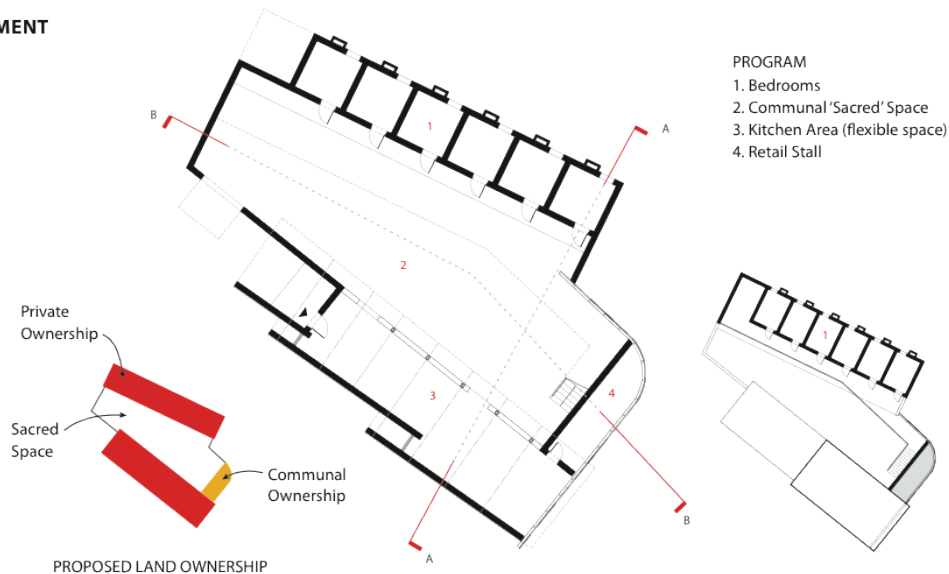 MENT
PROGRAM
1. Bedrooms
2. Communal 'Sacred' Space
3. Kitchen Area (flexible space)
4. Retail Stall
B
A
1
2
3
4
B
A
1
Private
Ownership
Sacred
Space
Communal
Ownership
PROPOSED LAND OWNERSHIP